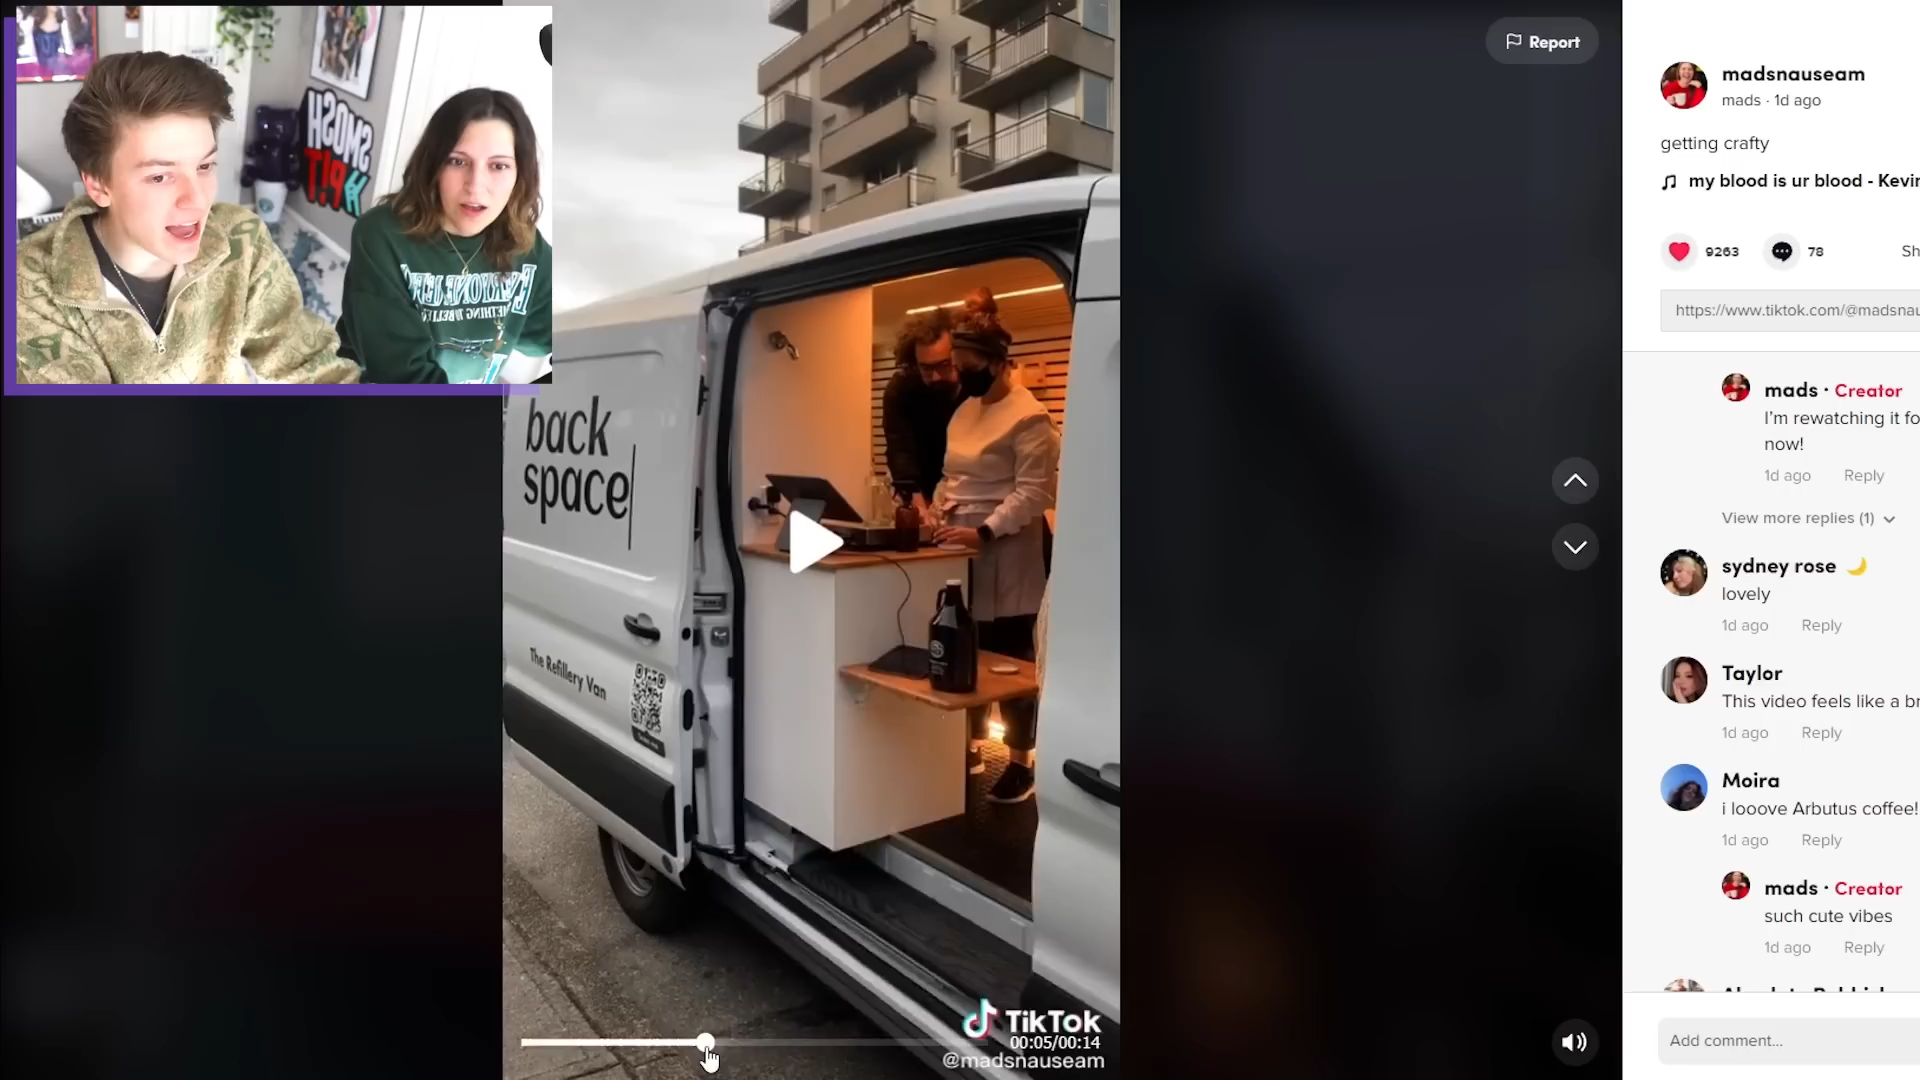 SMOSH
PIT
back
space
The Refillery Van
TikTok
00:05/00:14
@madsnauseam
Report
madsnauseam
mads · 1d ago
getting crafty
my blood is ur blood - Kevin
9263
78
Sh
https://www.tiktok.com/@madsnau
mads · Creator
I'm rewatching it fo
now!
1d ago Reply
View more replies (1)
sydney rose 🌙
lovely
1d ago Reply
Taylor
This video feels like a br
1d ago Reply
Moira
i looove Arbutus coffee!
1d ago Reply
mads · Creator
such cute vibes
1d ago Reply
Add comment...